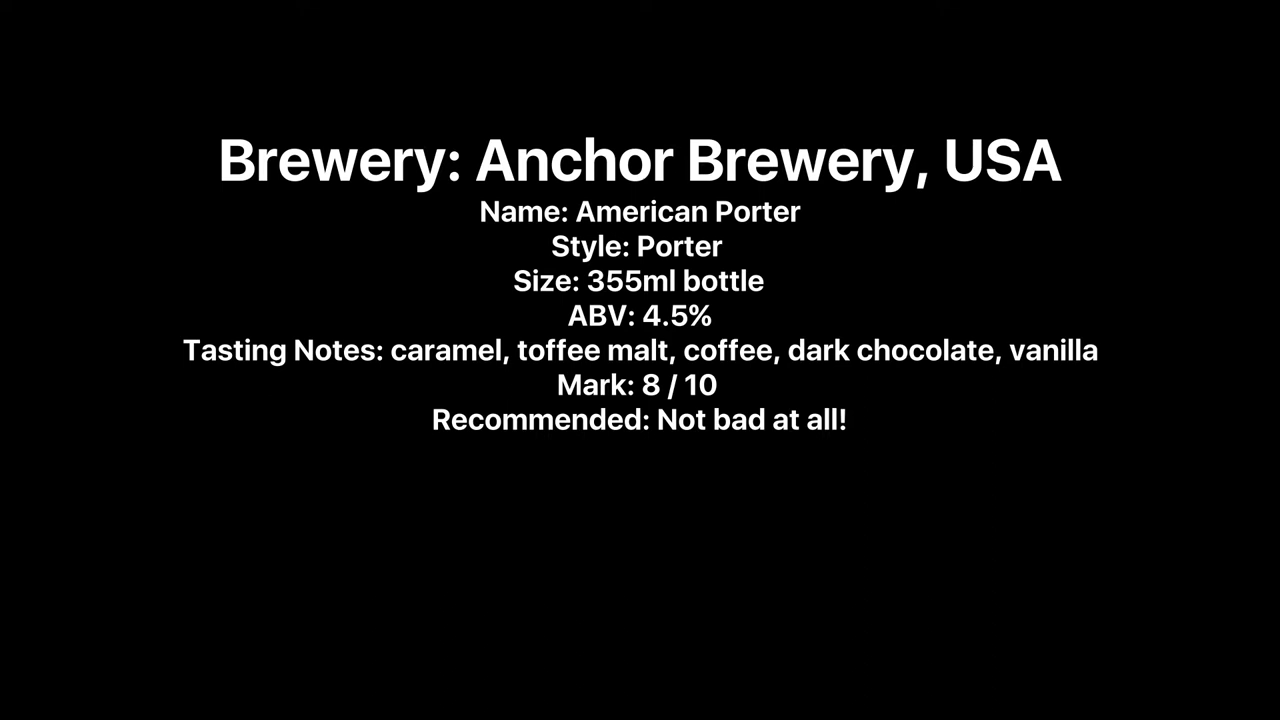 Brewery: Anchor Brewery, USA
Name: American Porter
Style: Porter
Size: 355ml bottle
ABV: 4.5%
Tasting Notes: caramel, toffee malt, coffee, dark chocolate, vanilla
Mark: 8 / 10
Recommended: Not bad at all!